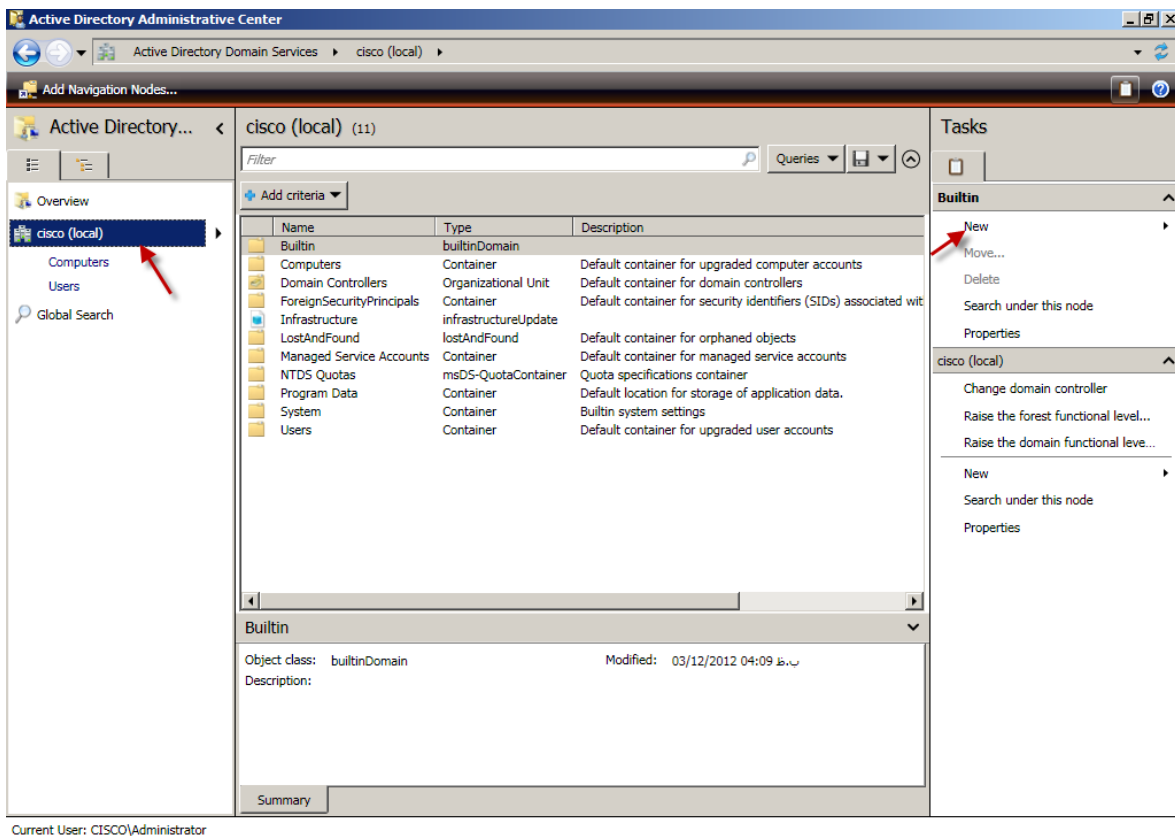 Active Directory Administrative Center
Active Directory Domain Services cisco (local)
Add Navigation Nodes...
Active Directory...
Overview
cisco (local)
Computers
Users
Global Search
cisco (local) (11)
Filter
Queries
Add criteria
Name Type Description
Builtin builtinDomain
Computers Container Default container for upgraded computer accounts
Domain Controllers Organizational Unit Default container for domain controllers
ForeignSecurityPrincipals Container Default container for security identifiers (SIDs) associated wit
Infrastructure infrastructureUpdate
LostAndFound lostAndFound Default container for orphaned objects
Managed Service Accounts Container Default container for managed service accounts
NTDS Quotas msDS-QuotaContainer Quota specifications container
Program Data Container Default location for storage of application data.
System Container Builtin system settings
Users Container Default container for upgraded user accounts
Builtin
Object class: builtinDomain Modified: 03/12/2012 04:09 ب.ظ
Description:
Summary
Tasks
Builtin
New
Move...
Delete
Search under this node
Properties
cisco (local)
Change domain controller
Raise the forest functional level...
Raise the domain functional leve...
New
Search under this node
Properties
Current User: CISCO\Administrator